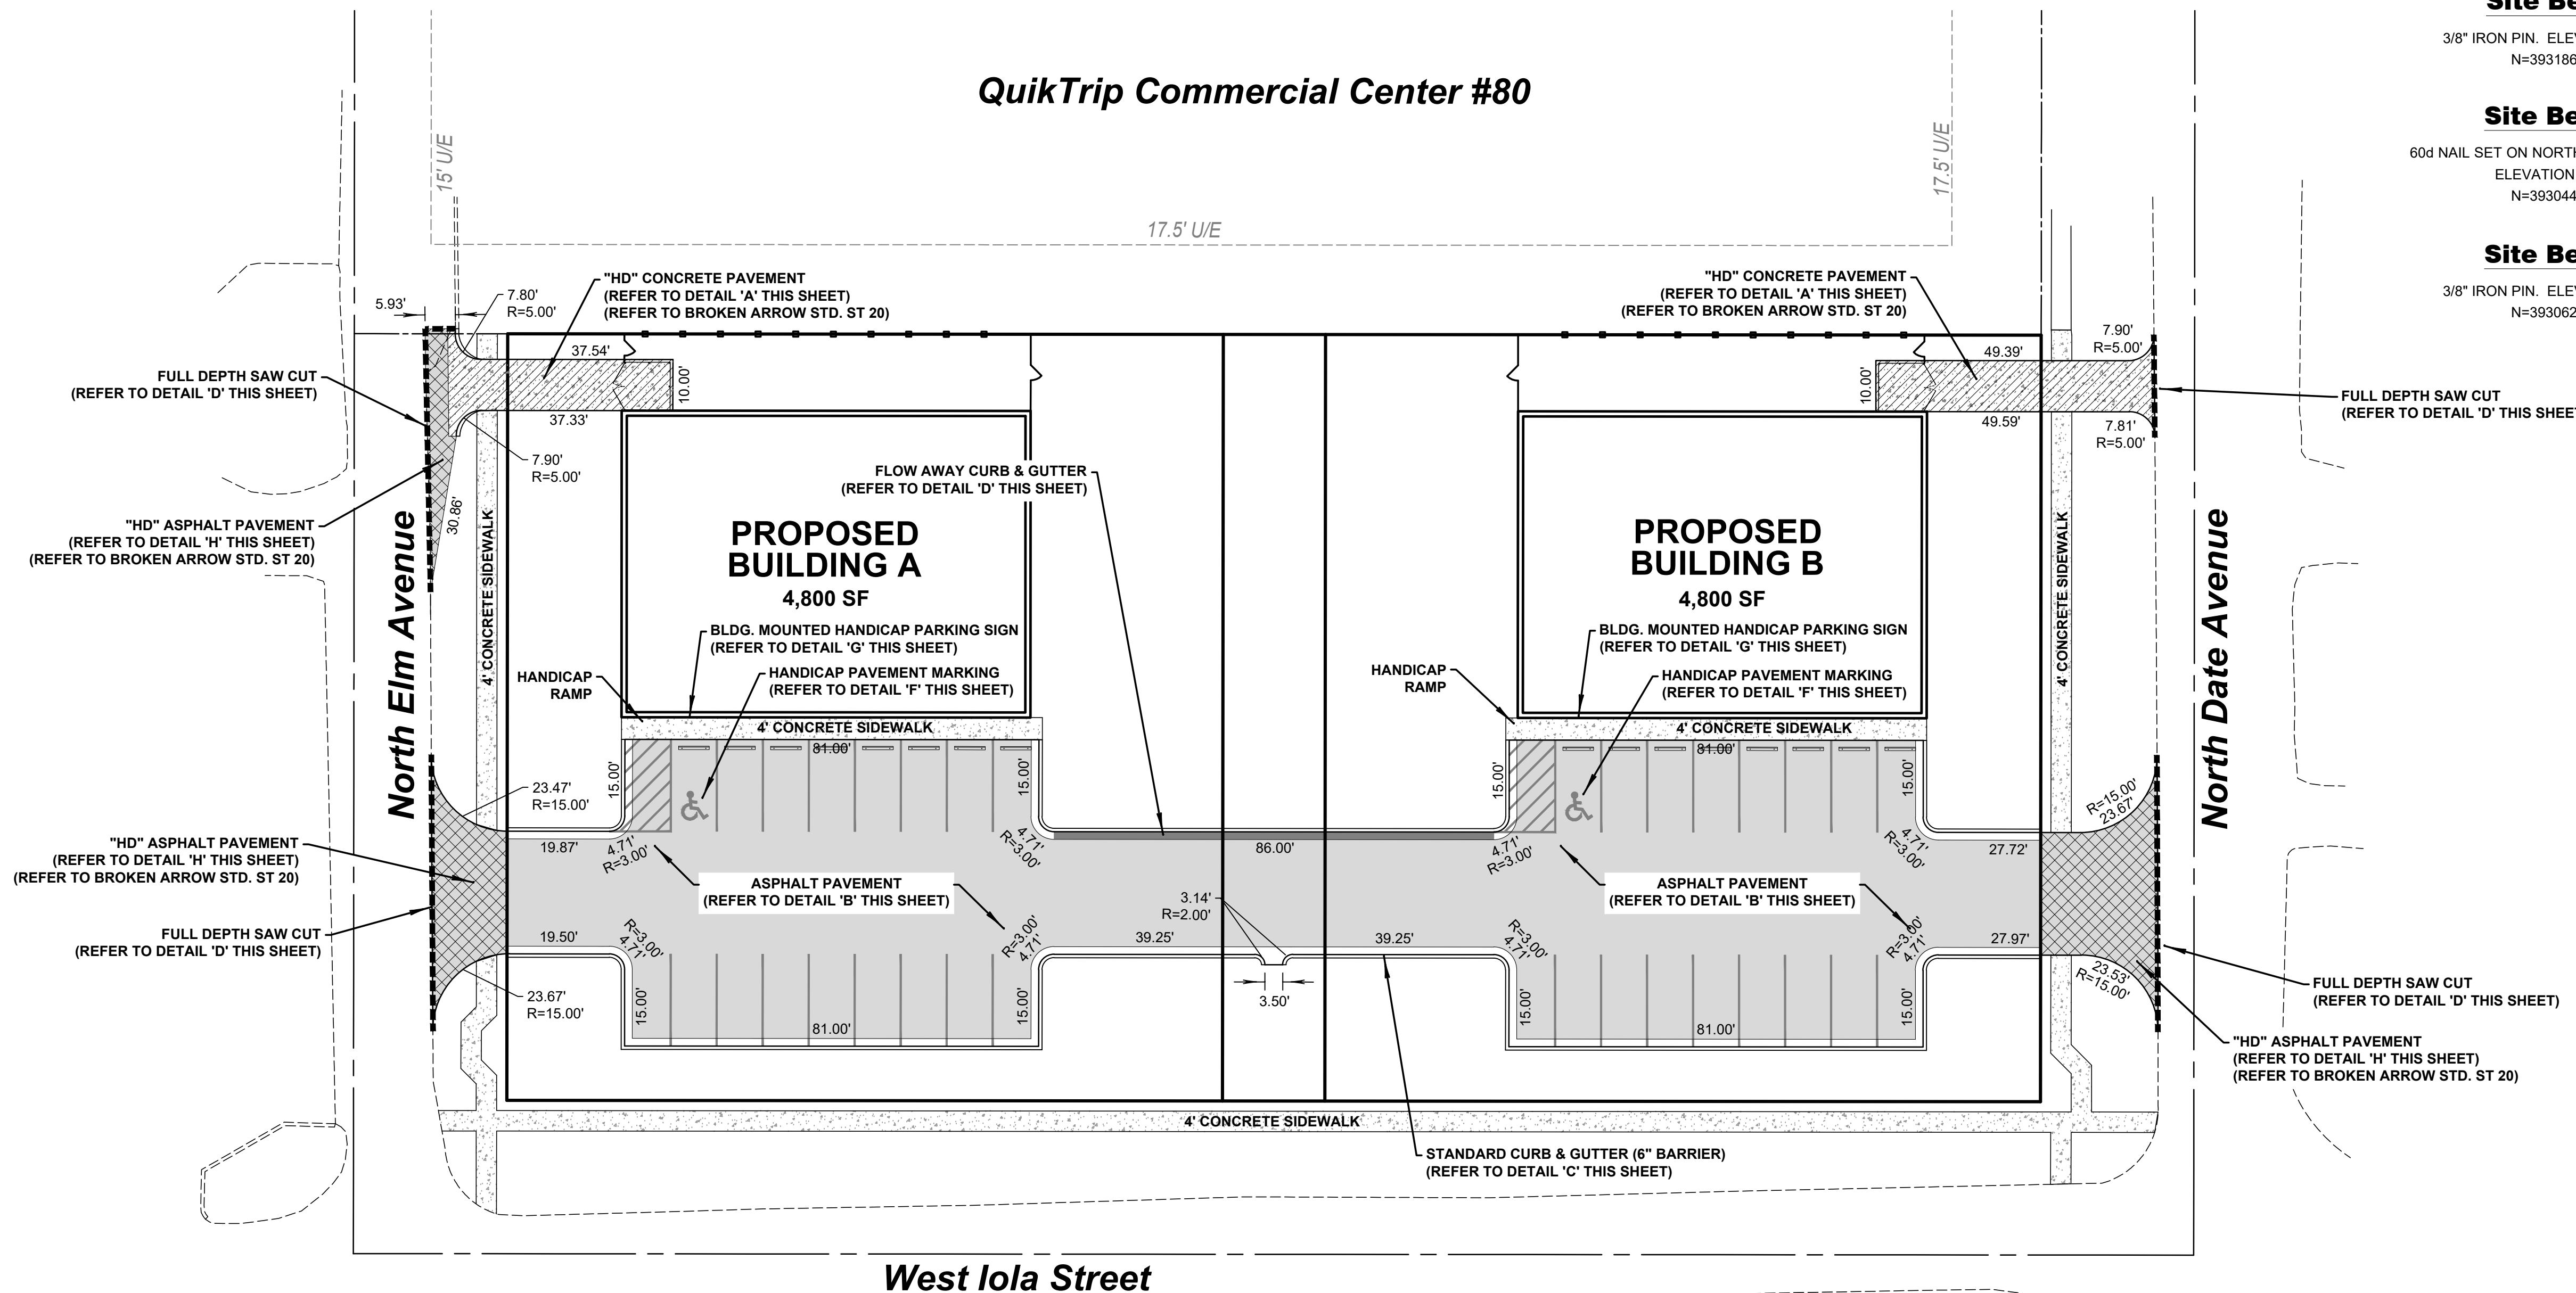 Site Be
3/8" IRON PIN. ELE
N=393186
Site Be
60d NAIL SET ON NORTH
ELEVATION
N=393044
Site Be
3/8" IRON PIN. ELE
N=393062
QuikTrip Commercial Center #80
15' U/E
17.5' U/E
17.5' U/E
5.93'
7.80'
R=5.00'
"HD" CONCRETE PAVEMENT
(REFER TO DETAIL 'A' THIS SHEET)
(REFER TO BROKEN ARROW STD. ST 20)
"HD" CONCRETE PAVEMENT
(REFER TO DETAIL 'A' THIS SHEET)
(REFER TO BROKEN ARROW STD. ST 20)
7.90'
R=5.00'
37.54'
10.00'
37.33'
49.39'
10.00'
49.59'
7.81'
R=5.00'
FULL DEPTH SAW CUT
(REFER TO DETAIL 'D' THIS SHEET)
FULL DEPTH SAW CUT
(REFER TO DETAIL 'D' THIS SHEE
7.90'
R=5.00'
30.86'
"HD" ASPHALT PAVEMENT
(REFER TO DETAIL 'H' THIS SHEET)
(REFER TO BROKEN ARROW STD. ST 20)
North Elm Avenue
4' CONCRETE SIDEWALK
FLOW AWAY CURB & GUTTER
(REFER TO DETAIL 'D' THIS SHEET)
PROPOSED
BUILDING A
4,800 SF
BLDG. MOUNTED HANDICAP PARKING SIGN
(REFER TO DETAIL 'G' THIS SHEET)
HANDICAP PAVEMENT MARKING
(REFER TO DETAIL 'F' THIS SHEET)
HANDICAP
RAMP
4' CONCRETE SIDEWALK
81.00'
PROPOSED
BUILDING B
4,800 SF
BLDG. MOUNTED HANDICAP PARKING SIGN
(REFER TO DETAIL 'G' THIS SHEET)
HANDICAP PAVEMENT MARKING
(REFER TO DETAIL 'F' THIS SHEET)
HANDICAP
RAMP
4' CONCRETE SIDEWALK
81.00'
4' CONCRETE SIDEWALK
North Date Avenue
15.00'
15.00'
15.00'
15.00'
23.47'
R=15.00'
R=15.00'
23.67'
19.87'
4.71'
R=3.00'
4.71'
R=3.00'
86.00'
4.71'
R=3.00'
4.71'
R=3.00'
27.72'
"HD" ASPHALT PAVEMENT
(REFER TO DETAIL 'H' THIS SHEET)
(REFER TO BROKEN ARROW STD. ST 20)
ASPHALT PAVEMENT
(REFER TO DETAIL 'B' THIS SHEET)
3.14'
R=2.00'
ASPHALT PAVEMENT
(REFER TO DETAIL 'B' THIS SHEET)
FULL DEPTH SAW CUT
(REFER TO DETAIL 'D' THIS SHEET)
19.50'
R=3.00'
4.71'
R=3.00'
4.71'
39.25'
39.25'
R=3.00'
4.71'
R=3.00'
4.71'
27.97'
23.67'
R=15.00'
23.53'
R=15.00'
15.00'
81.00'
15.00'
3.50'
15.00'
81.00'
15.00'
FULL DEPTH SAW CUT
(REFER TO DETAIL 'D' THIS SHEET)
"HD" ASPHALT PAVEMENT
(REFER TO DETAIL 'H' THIS SHEET)
(REFER TO BROKEN ARROW STD. ST 20)
4' CONCRETE SIDEWALK
STANDARD CURB & GUTTER (6" BARRIER)
(REFER TO DETAIL 'C' THIS SHEET)
West Iola Street